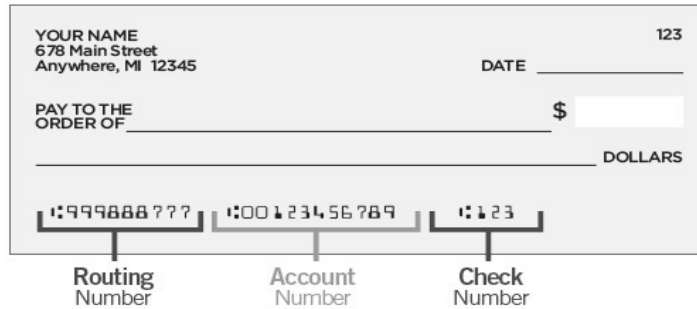 YOUR NAME
123
678 Main Street
Anywhere, MI 12345
DATE
PAY TO THE
ORDER OF
$
DOLLARS
⑆999888777 ⑆00123456789 ⑆123
Routing Account Check
Number Number Number